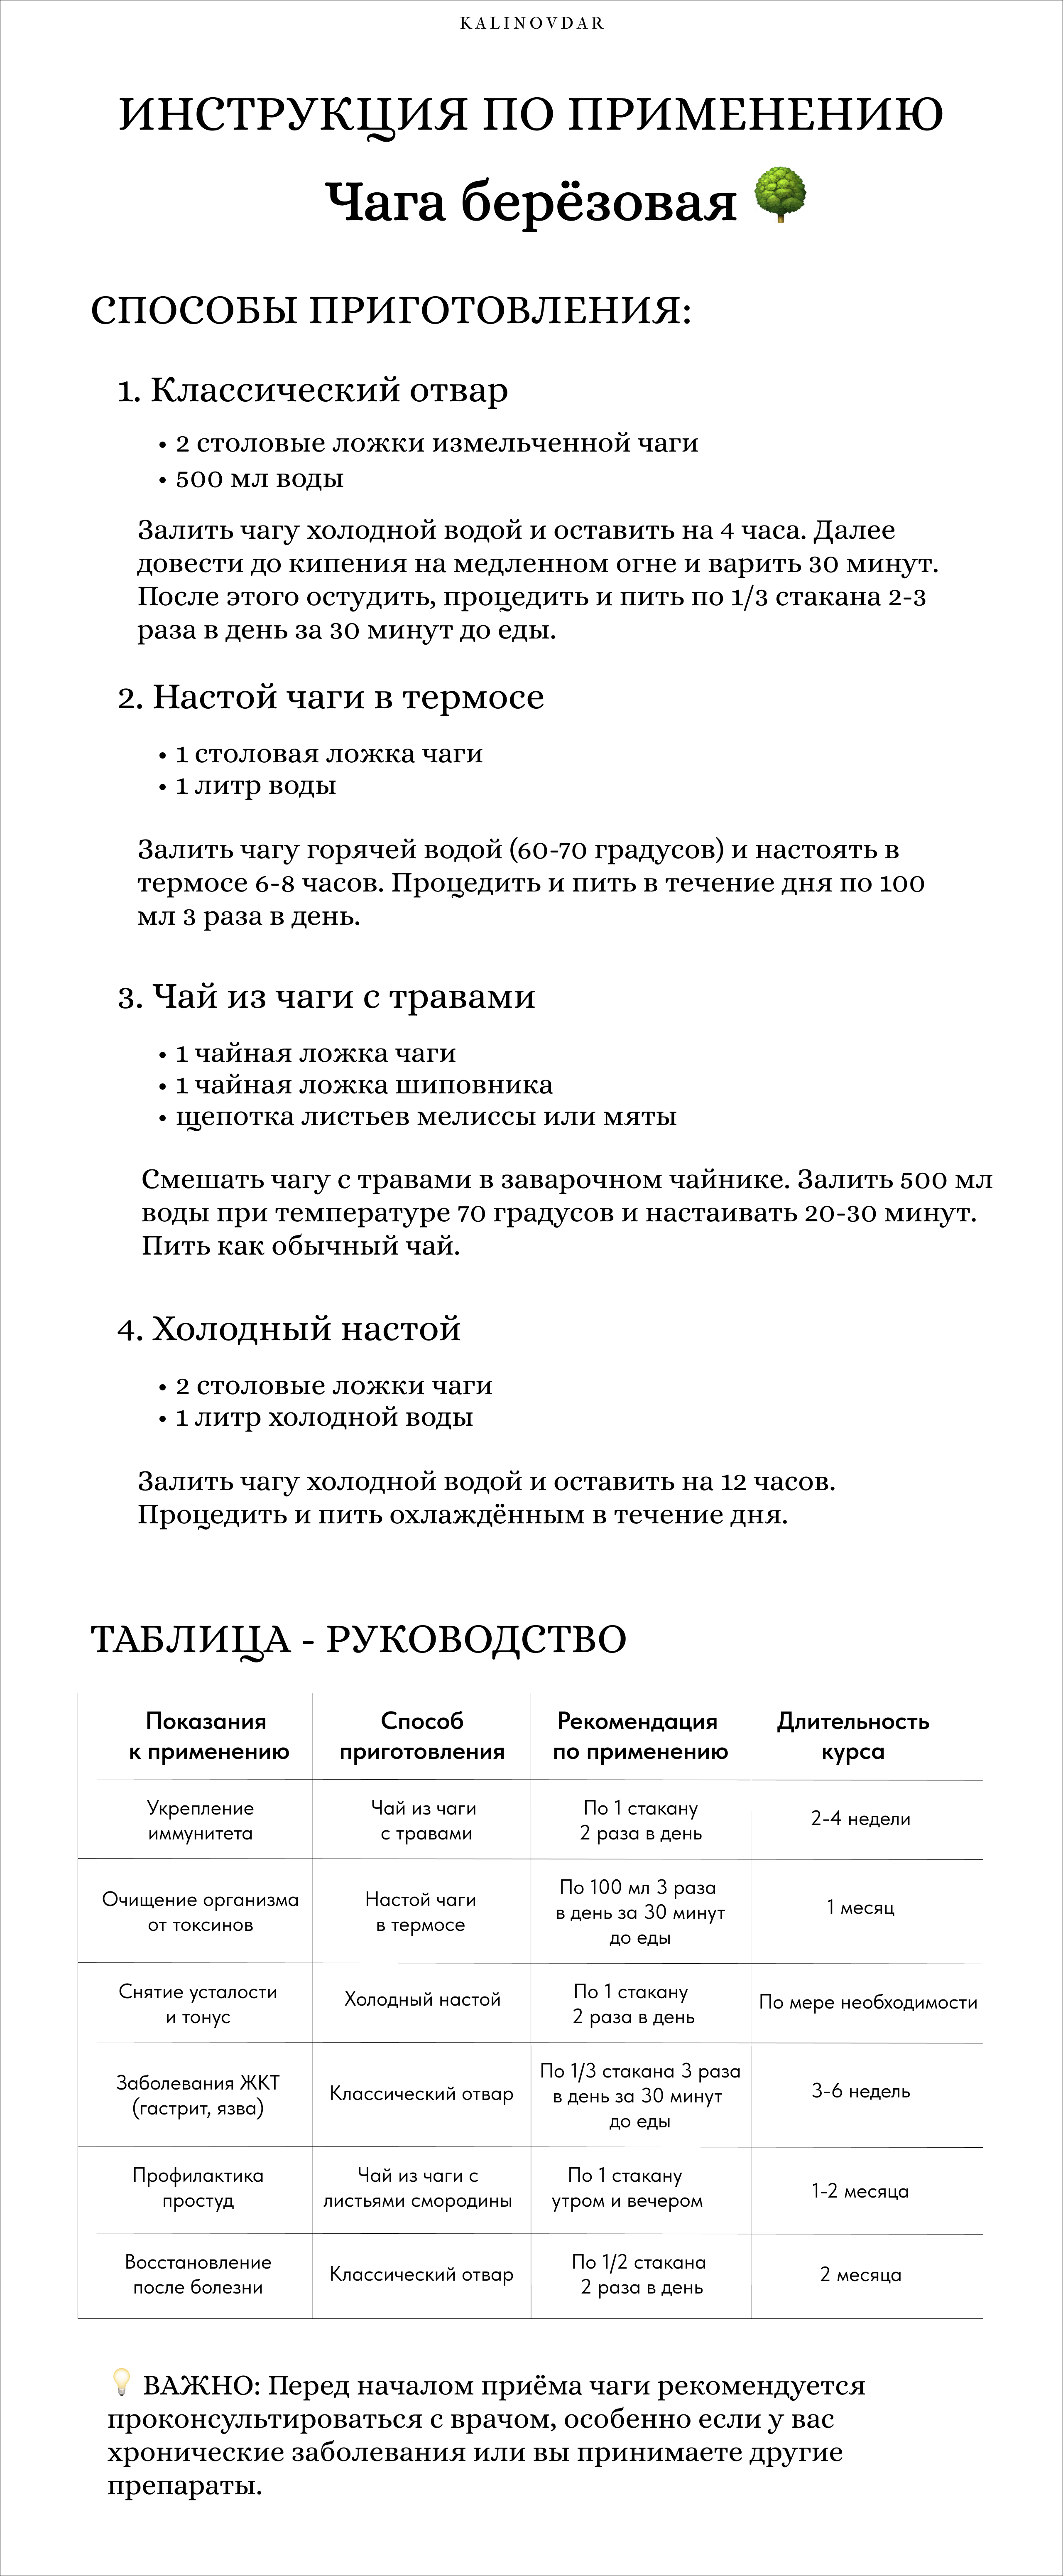 KALINOVDAR
ИНСТРУКЦИЯ ПО ПРИМЕНЕНИЮ
Чага берёзовая
СПОСОБЫ ПРИГОТОВЛЕНИЯ:
1. Классический отвар
• 2 столовые ложки измельченной чаги
• 500 мл воды
Залить чагу холодной водой и оставить на 4 часа. Далее
довести до кипения на медленном огне и варить 30 минут.
После этого остудить, процедить и пить по 1/3 стакана 2-3
раза в день за 30 минут до еды.
2. Настой чаги в термосе
• 1 столовая ложка чаги
• 1 литр воды
Залить чагу горячей водой (60-70 градусов) и настоять в
термосе 6-8 часов. Процедить и пить в течение дня по 100
мл 3 раза в день.
3. Чай из чаги с травами
• 1 чайная ложка чаги
• 1 чайная ложка шиповника
• щепотка листьев мелиссы или мяты
Смешать чагу с травами в заварочном чайнике. Залить 500 мл
воды при температуре 70 градусов и настаивать 20-30 минут.
Пить как обычный чай.
4. Холодный настой
• 2 столовые ложки чаги
• 1 литр холодной воды
Залить чагу холодной водой и оставить на 12 часов.
Процедить и пить охлаждённым в течение дня.
ТАБЛИЦА - РУКОВОДСТВО
Показания
к применению
Способ
приготовления
Рекомендация
по применению
Длительность
курса
Укрепление
иммунитета
Чай из чаги
с травами
По 1 стакану
2 раза в день
2-4 недели
Очищение организма
от токсинов
Настой чаги
в термосе
По 100 мл 3 раза
в день за 30 минут
до еды
1 месяц
Снятие усталости
и тонус
Холодный настой
По 1 стакану
2 раза в день
По мере необходимости
Заболевания ЖКТ
(гастрит, язва)
Классический отвар
По 1/3 стакана 3 раза
в день за 30 минут
до еды
3-6 недель
Профилактика
простуд
Чай из чаги с
листьями смородины
По 1 стакану
утром и вечером
1-2 месяца
Восстановление
после болезни
Классический отвар
По 1/2 стакана
2 раза в день
2 месяца
ВАЖНО: Перед началом приёма чаги рекомендуется
проконсультироваться с врачом, особенно если у вас
хронические заболевания или вы принимаете другие
препараты.